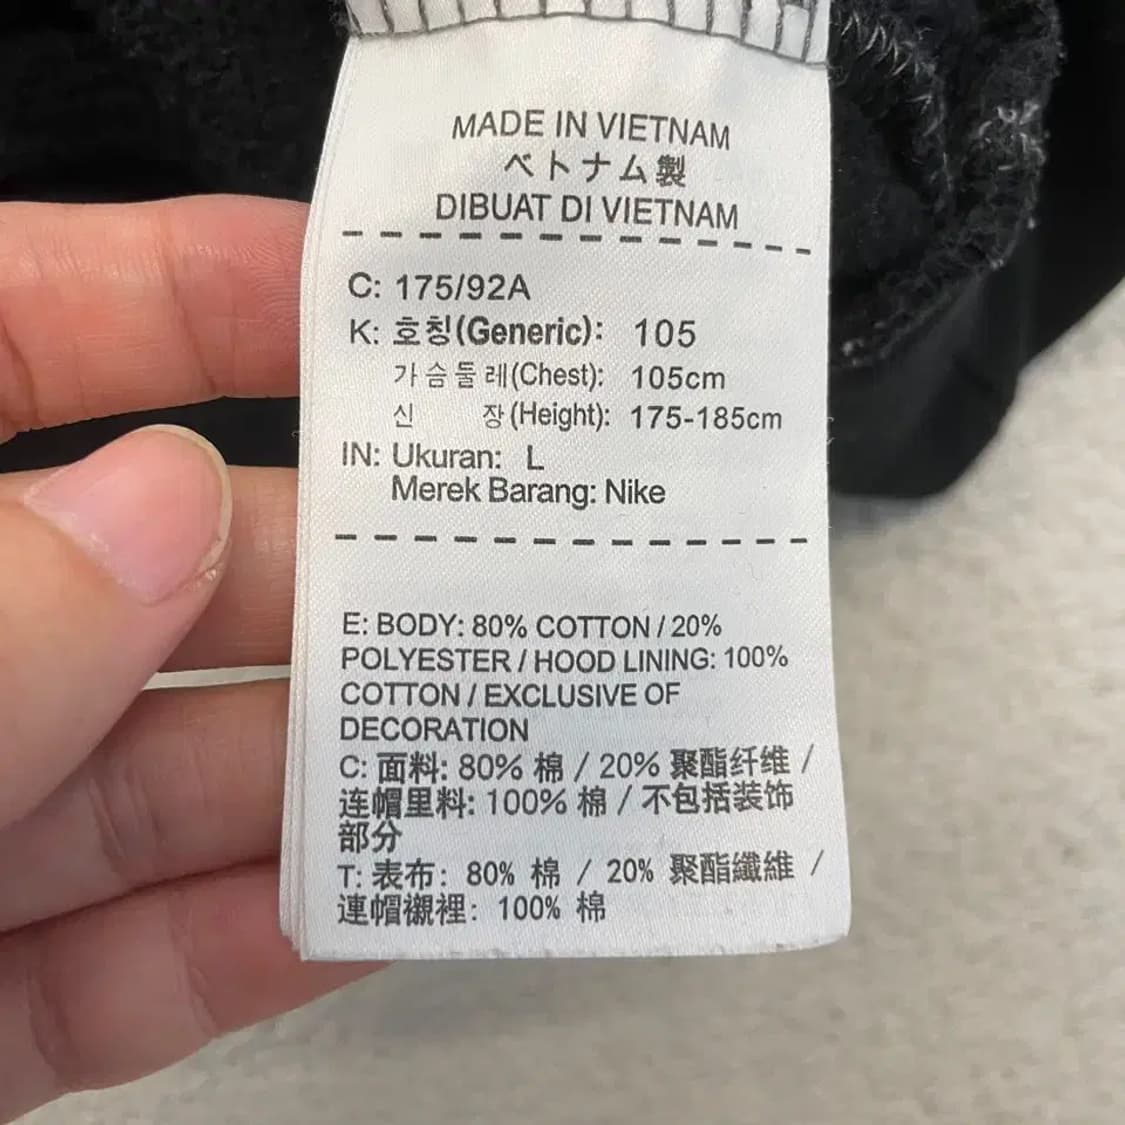 MADE IN VIETNAM
ベトナム製
DIBUAT DI VIETNAM
C: 175/92A
K: 호칭(Generic): 105
가슴둘레(Chest): 105cm
신 장(Height): 175-185cm
IN: Ukuran: L
Merek Barang: Nike
E: BODY: 80% COTTON / 20%
POLYESTER / HOOD LINING: 100%
COTTON / EXCLUSIVE OF
DECORATION
C: 面料: 80% 棉 / 20% 聚酯纤维 /
连帽里料: 100% 棉 / 不包括装饰
部分
T: 表布: 80% 棉 / 20% 聚酯纖維 /
連帽襯裡: 100% 棉